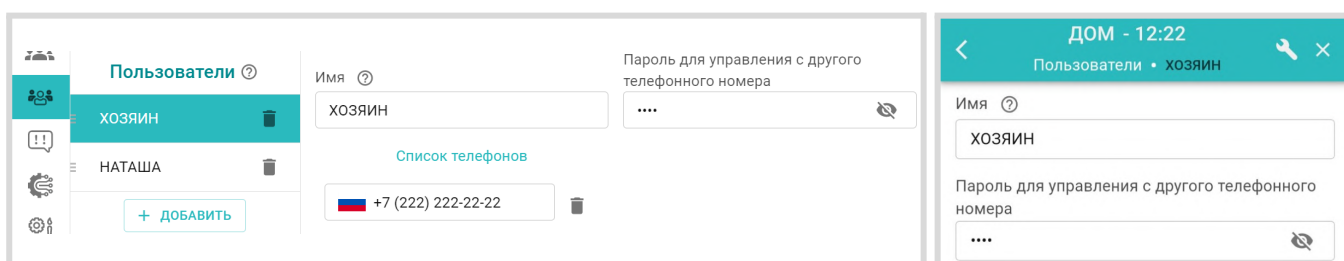 Пользователи
ХОЗЯИН
НАТАША
+ ДОБАВИТЬ
Имя
ХОЗЯИН
Пароль для управления с другого
телефонного номера
••••
Список телефонов
+7 (222) 222-22-22
ДОМ - 12:22
Пользователи • ХОЗЯИН
Имя
ХОЗЯИН
Пароль для управления с другого телефонного
номера
••••